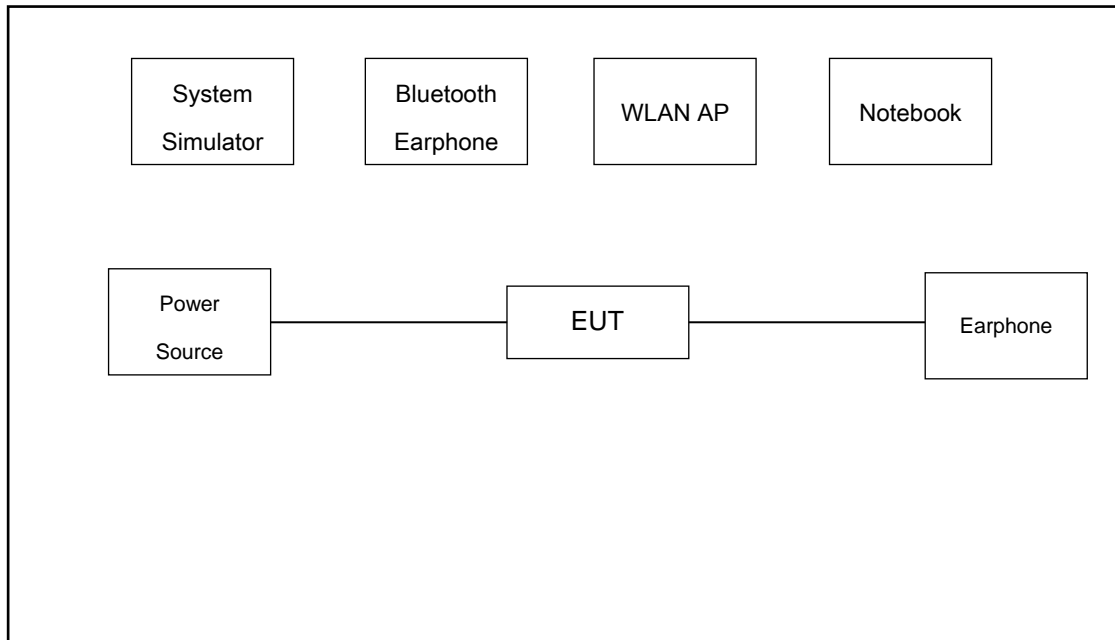 System
Simulator
Bluetooth
Earphone
WLAN AP
Notebook
Power
Source
EUT
Earphone